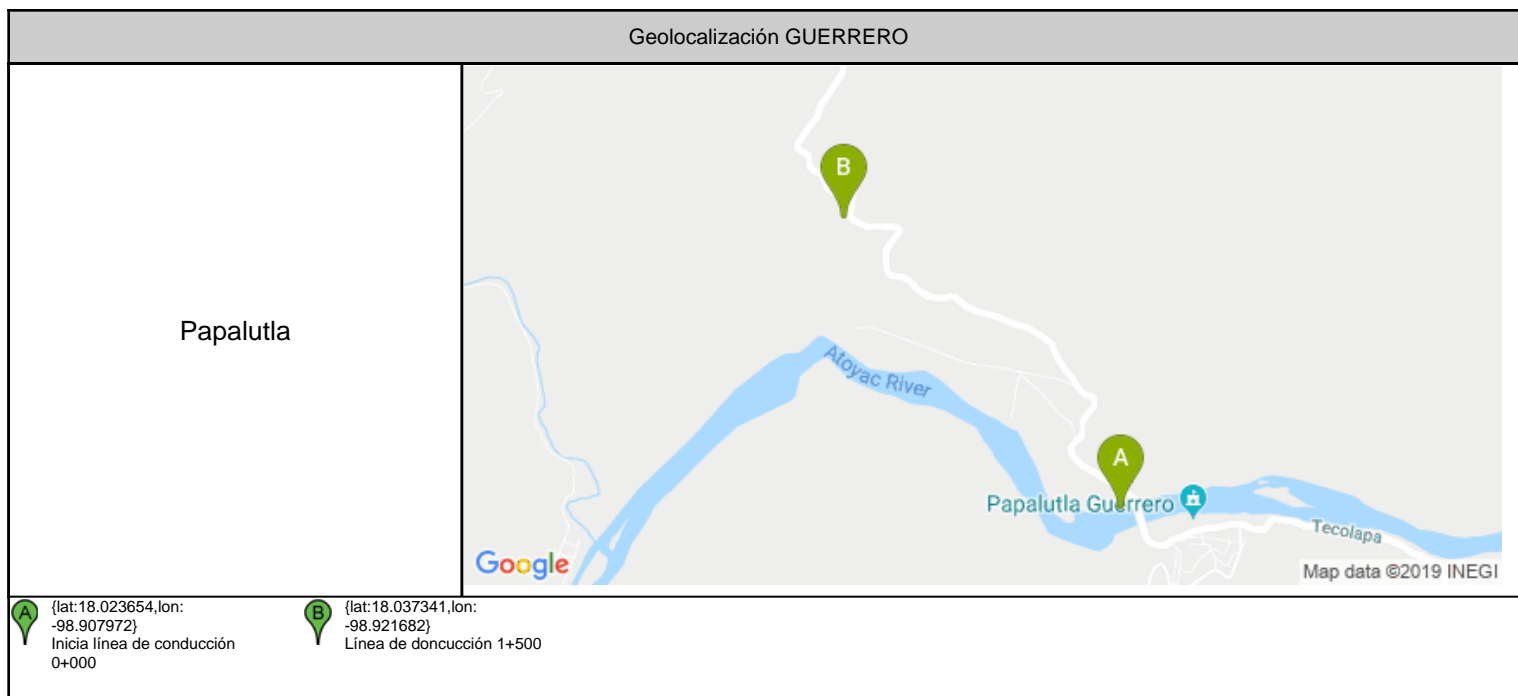 Geolocalización GUERRERO
Papalutla
B
Atoyac River
A
Papalutla Guerrero
Tecolapa
Google
Map data ©2019 INEGI
A
{lat:18.023654,lon:
-98.907972}
Inicia línea de conducción
0+000
B
{lat:18.037341,lon:
-98.921682}
Línea de doncucción 1+500